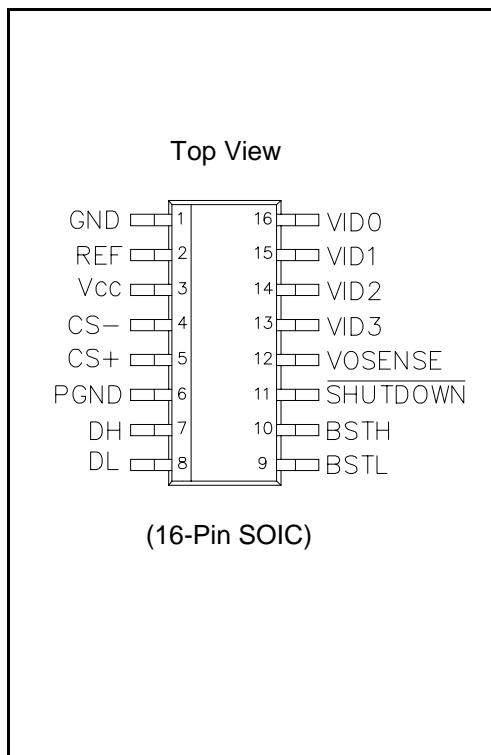 Top View
GND 1 16 VID0
REF 2 15 VID1
Vcc 3 14 VID2
CS- 4 13 VID3
CS+ 5 12 VOSENSE
PGND 6 11 SHUTDOWN
DH 7 10 BSTH
DL 8 9 BSTL
(16-Pin SOIC)